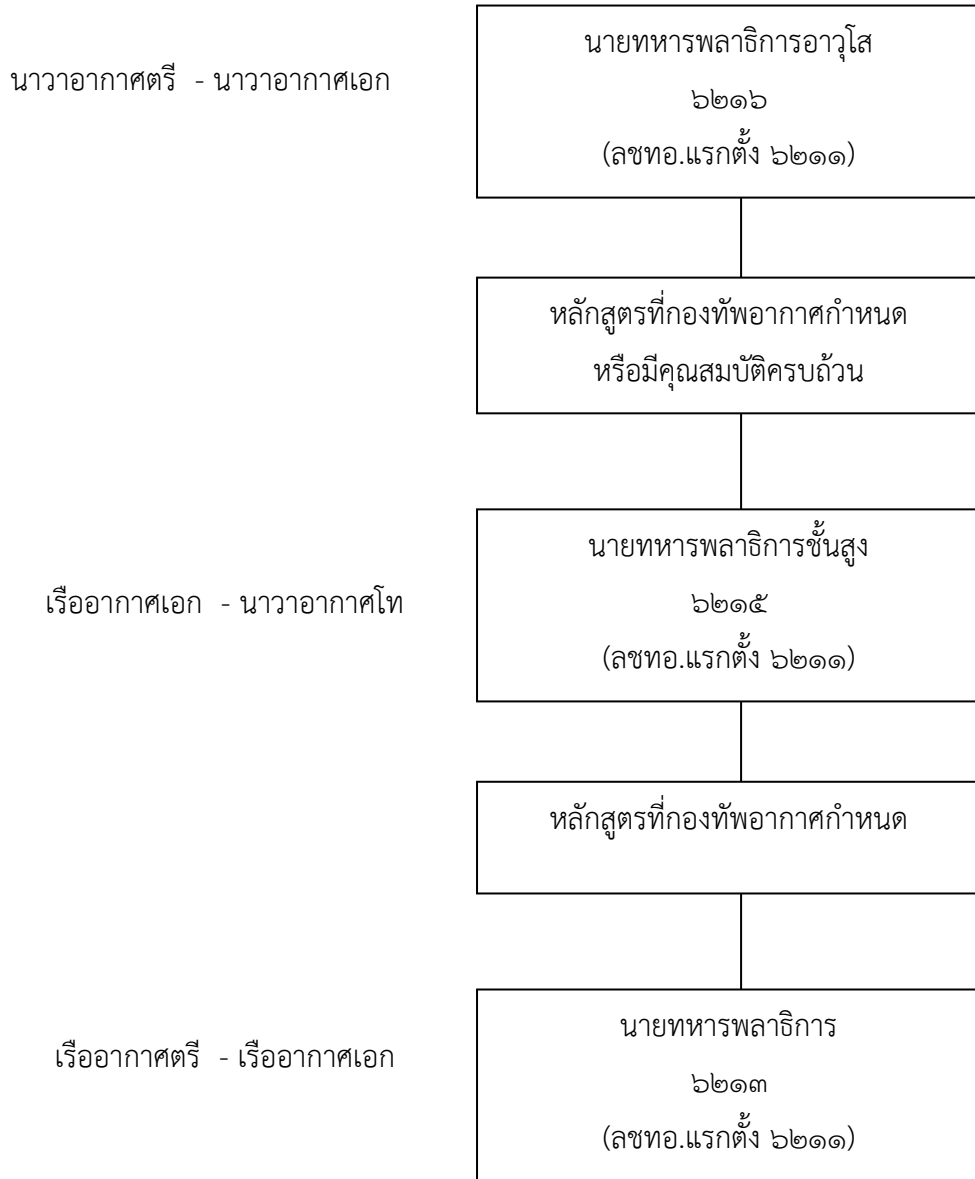 นายทหารพลาธิการอาวุโส
นาวาอากาศตรี - นาวาอากาศเอก
๖๒๑๖
(ลชทอ.แรกตั้ง ๖๒๑๑)
หลักสูตรที่กองทัพอากาศกำหนด
หรือมีคุณสมบัติครบถ้วน
นายทหารพลาธิการชั้นสูง
เรืออากาศเอก - นาวาอากาศโท
๖๒๑๕
(ลชทอ.แรกตั้ง ๖๒๑๑)
หลักสูตรที่กองทัพอากาศกำหนด
นายทหารพลาธิการ
เรืออากาศตรี - เรืออากาศเอก
๖๒๑๓
(ลชทอ.แรกตั้ง ๖๒๑๑)